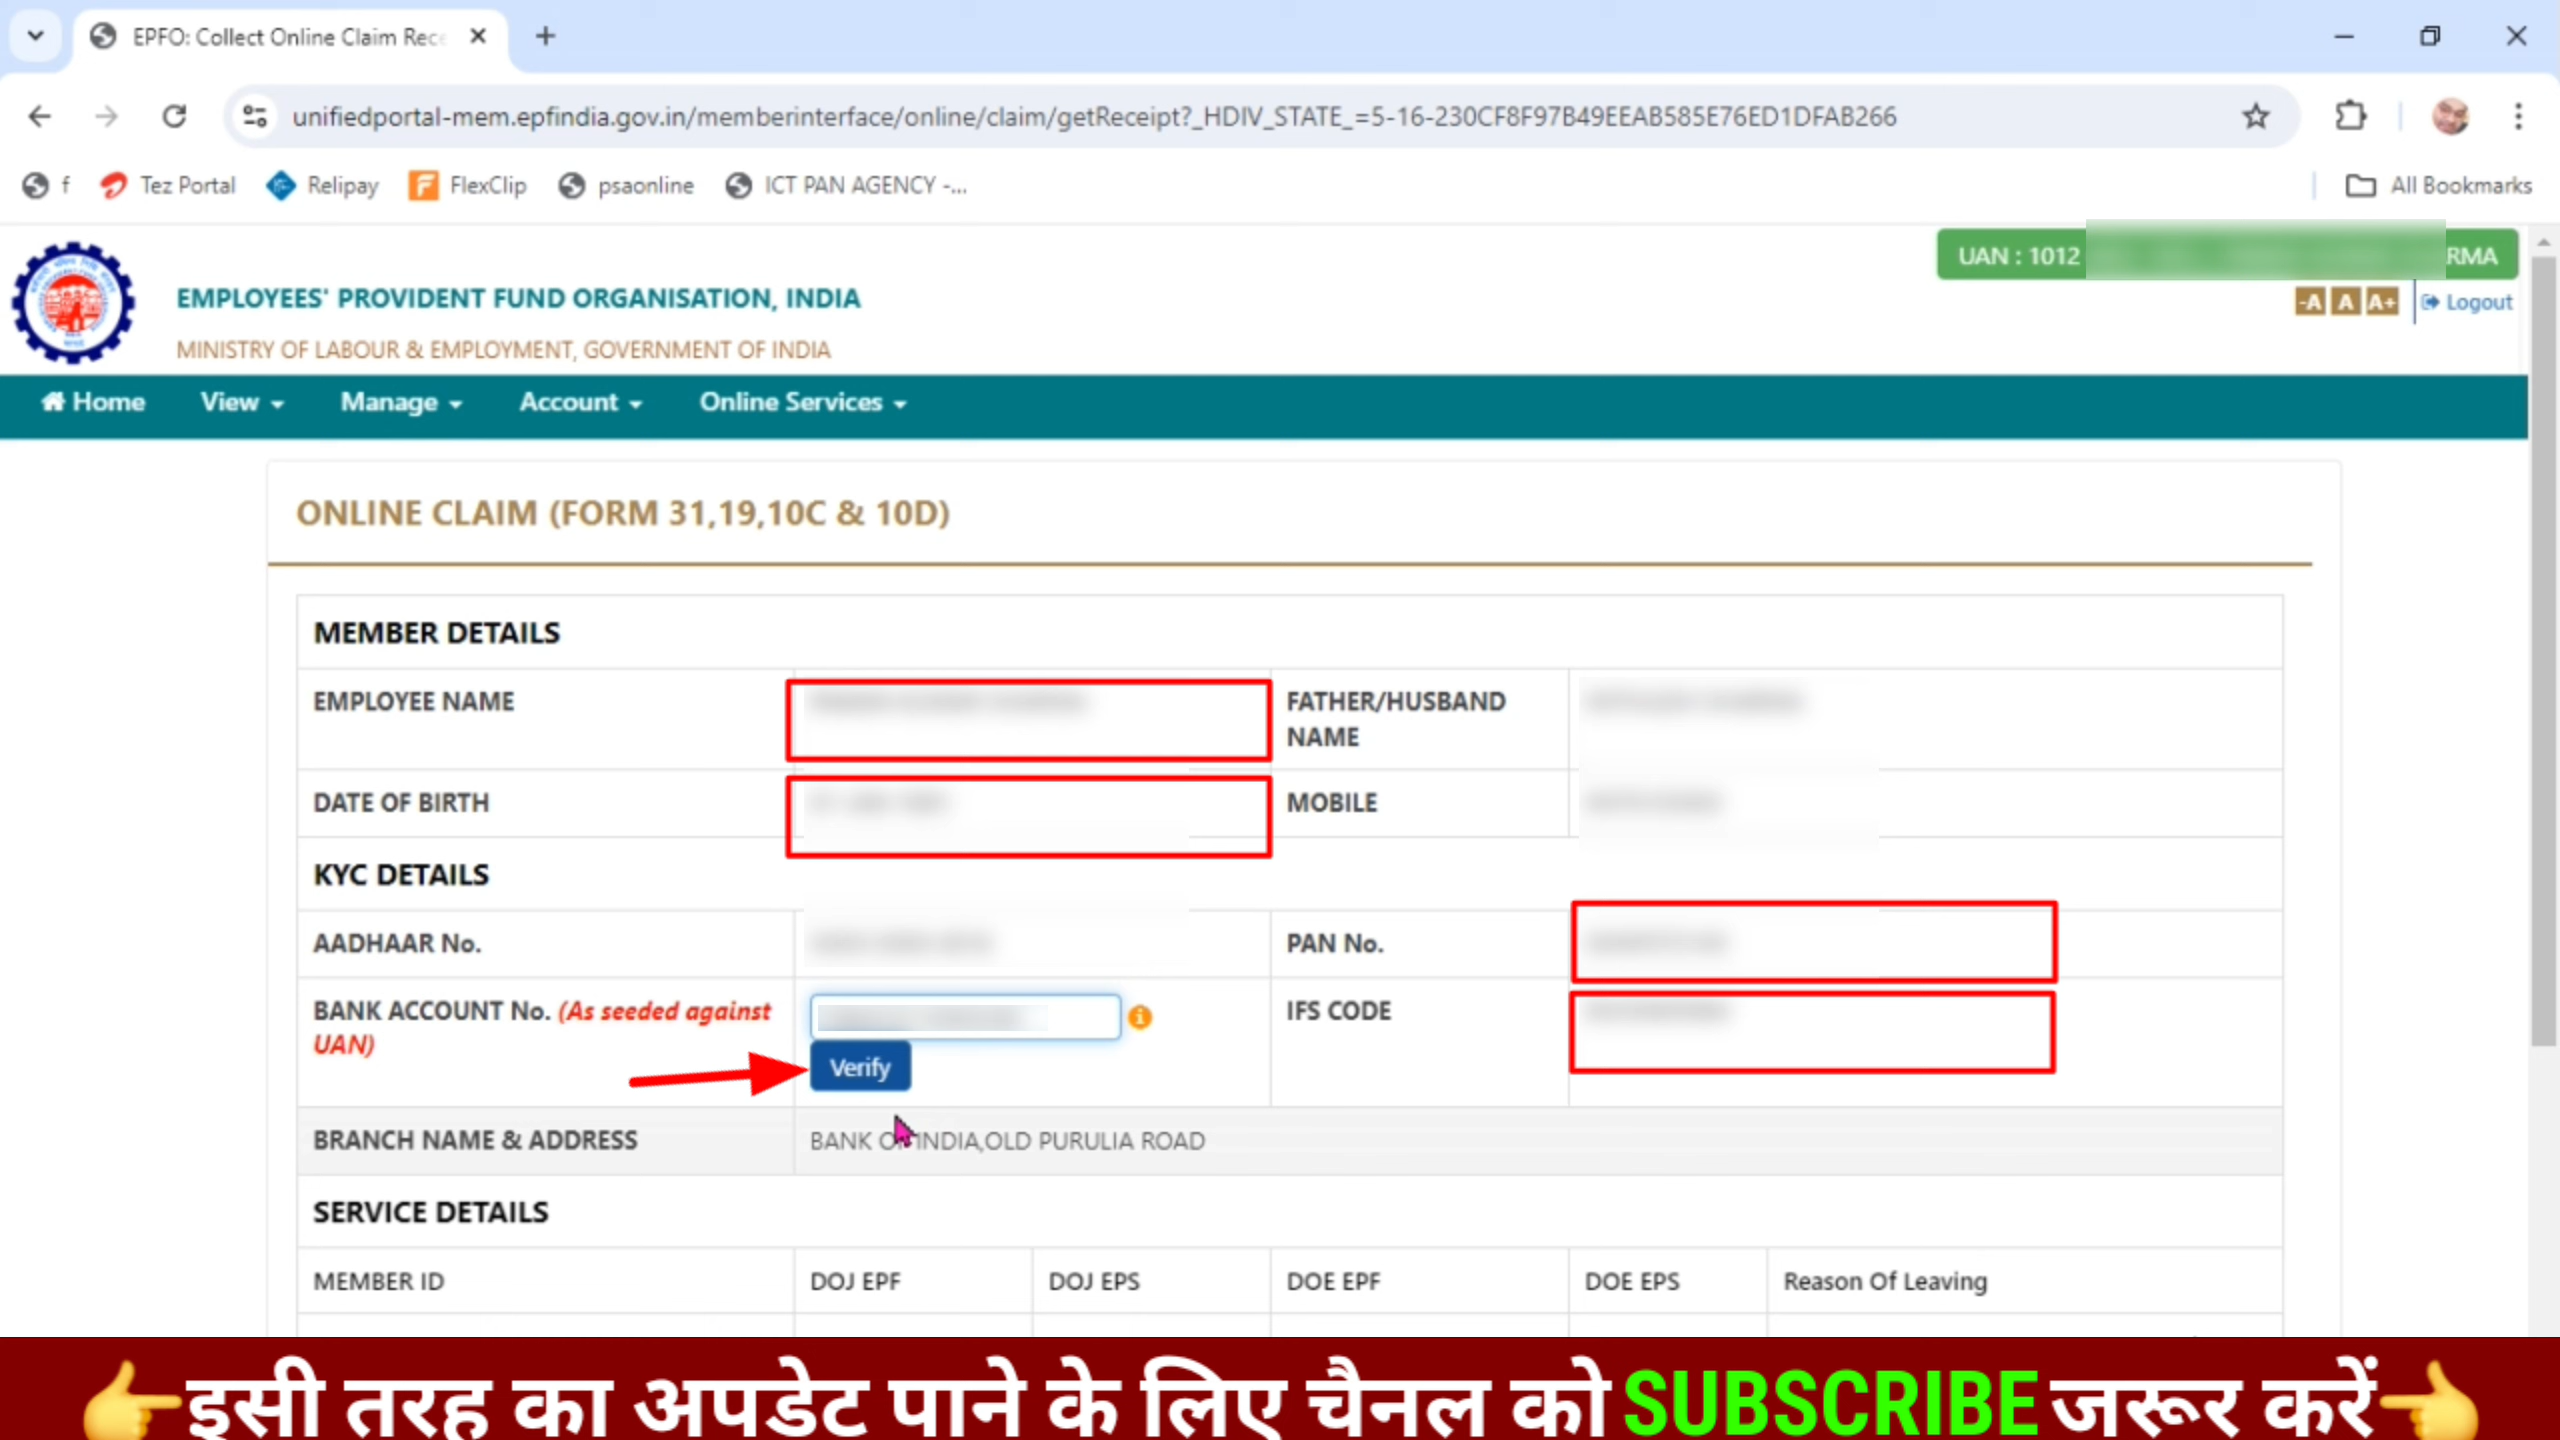 EPFO: Collect Online Claim Rece
unifiedportal-mem.epfindia.gov.in/memberinterface/online/claim/getReceipt?_HDIV_STATE_=5-16-230CF8F97B49EEAB585E76ED1DFAB266
f Tez Portal Relipay FlexClip psaonline ICT PAN AGENCY -... All Bookmarks
UAN : 1012 RMA
EMPLOYEES' PROVIDENT FUND ORGANISATION, INDIA
-A A A+ Logout
MINISTRY OF LABOUR & EMPLOYMENT, GOVERNMENT OF INDIA
Home View Manage Account Online Services
ONLINE CLAIM (FORM 31,19,10C & 10D)
MEMBER DETAILS
EMPLOYEE NAME FATHER/HUSBAND
NAME
DATE OF BIRTH MOBILE
KYC DETAILS
AADHAAR No. PAN No.
BANK ACCOUNT No. (As seeded against
UAN) IFS CODE
Verify
BRANCH NAME & ADDRESS BANK OF INDIA,OLD PURULIA ROAD
SERVICE DETAILS
MEMBER ID DOJ EPF DOJ EPS DOE EPF DOE EPS Reason Of Leaving
इसी तरह का अपडेट पाने के लिए चैनल को SUBSCRIBE जरूर करें